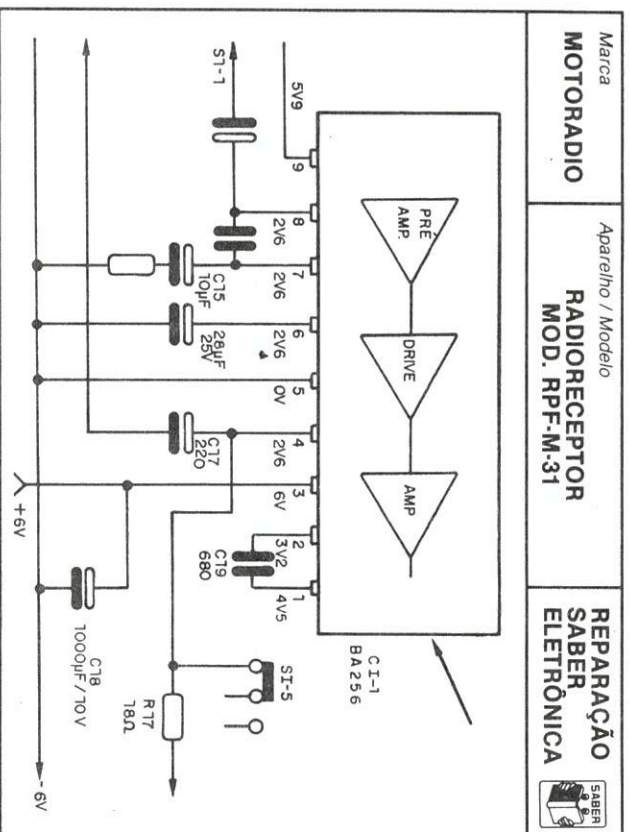 Marca
MOTORADIO
Aparelho / Modelo
RADIORECEPTOR
MOD. RPF-M-31
REPARAÇÃO
SABER
ELETRÔNICA
SABER
PRÉ
AMP.
DRIVE
AMP
CI-1
BA256
9
8
7
6
5
4
3
2
1
5V9
2V6
2V6
2V6
0V
2V6
6V
3V2
4V5
S1-1
C15
10µF
28µF
25V
C17
220
C19
680
SI-5
R17
18Ω
+6V
C18
1000µF/10V
-6V